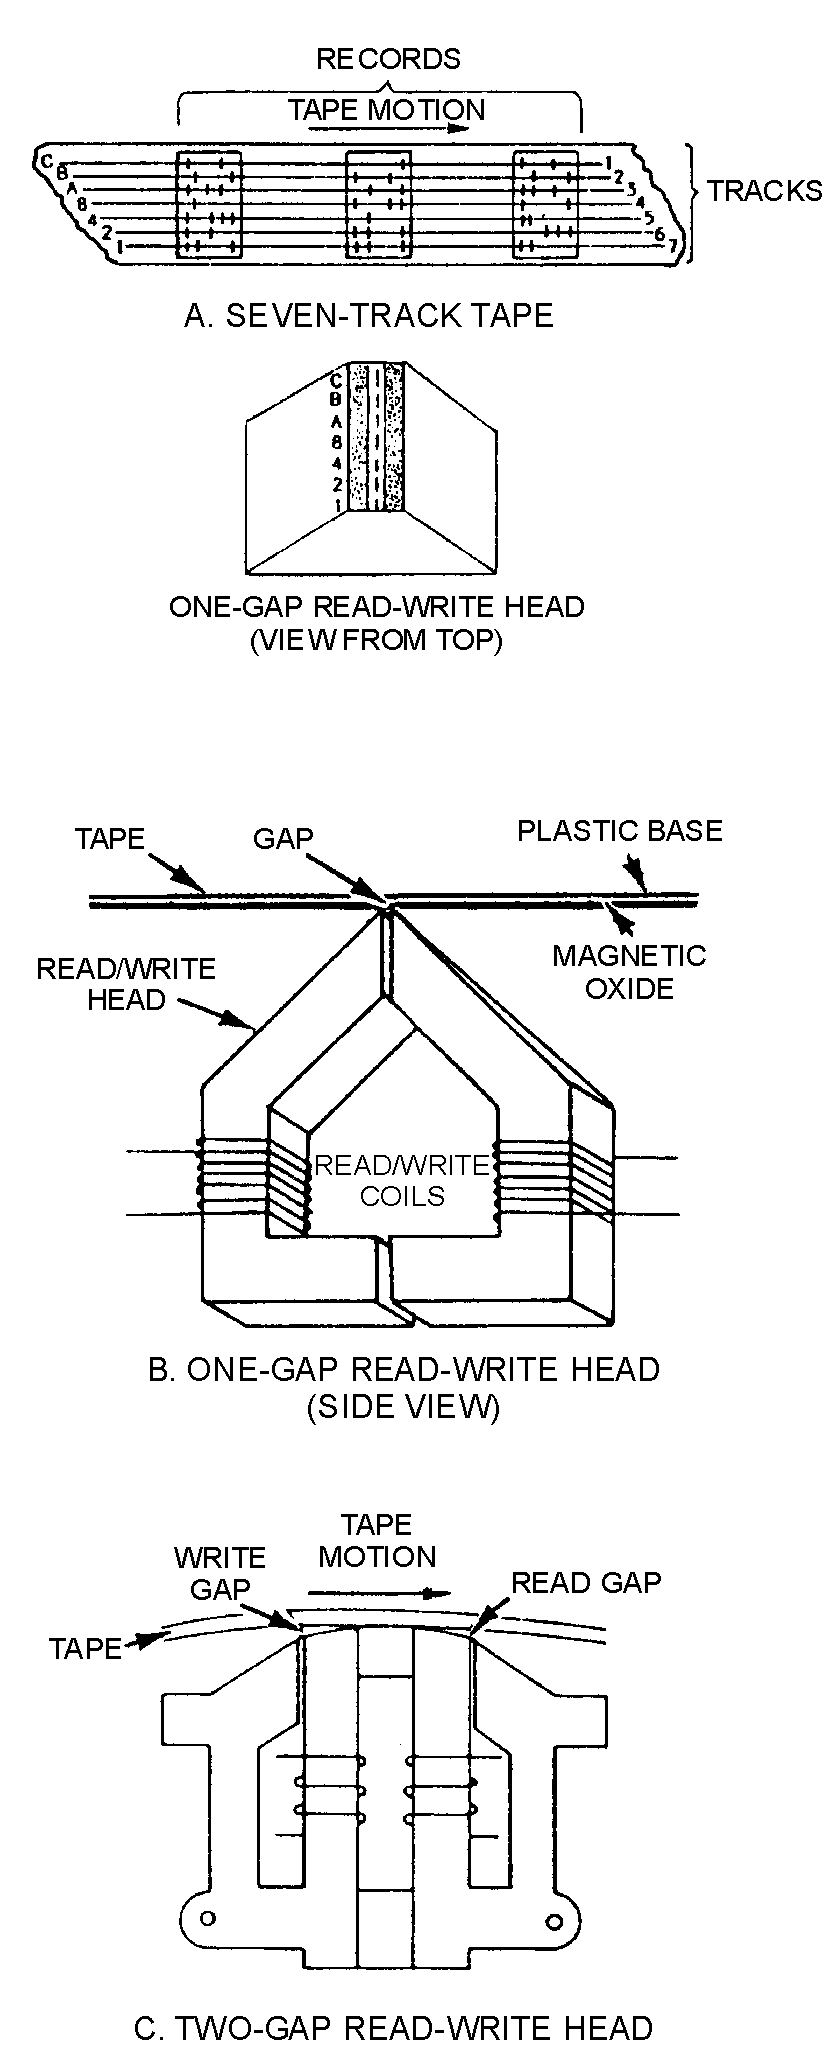 RECORDS
TAPE MOTION
C
B
A
8
4
2
1
1
2
3
4
5
6
7
TRACKS
A. SEVEN-TRACK TAPE
C
B
A
8
4
2
1
ONE-GAP READ-WRITE HEAD
(VIEW FROM TOP)
TAPE
GAP
PLASTIC BASE
READ/WRITE
HEAD
MAGNETIC
OXIDE
READ/WRITE
COILS
B. ONE-GAP READ-WRITE HEAD
(SIDE VIEW)
TAPE
MOTION
WRITE
GAP
READ GAP
TAPE
C. TWO-GAP READ-WRITE HEAD